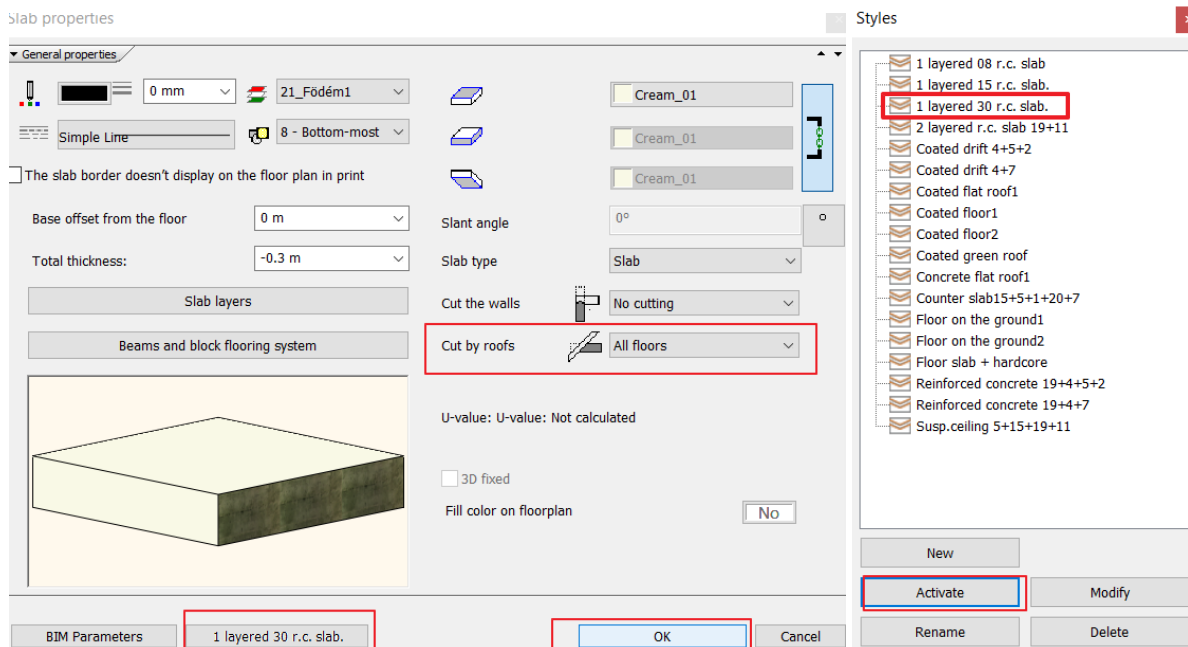 Slab properties
General properties
0 mm
21_Födém1
Simple Line
8 - Bottom-most
The slab border doesn't display on the floor plan in print
Base offset from the floor
0 m
Total thickness:
-0.3 m
Slab layers
Beams and block flooring system
Cream_01
Cream_01
Cream_01
Slant angle
0°
°
Slab type
Slab
Cut the walls
No cutting
Cut by roofs
All floors
U-value: U-value: Not calculated
3D fixed
Fill color on floorplan
No
BIM Parameters
1 layered 30 r.c. slab.
OK
Cancel
Styles
1 layered 08 r.c. slab
1 layered 15 r.c. slab.
1 layered 30 r.c. slab.
2 layered r.c. slab 19+11
Coated drift 4+5+2
Coated drift 4+7
Coated flat roof1
Coated floor1
Coated floor2
Coated green roof
Concrete flat roof1
Counter slab15+5+1+20+7
Floor on the ground1
Floor on the ground2
Floor slab + hardcore
Reinforced concrete 19+4+5+2
Reinforced concrete 19+4+7
Susp.ceiling 5+15+19+11
New
Activate
Modify
Rename
Delete